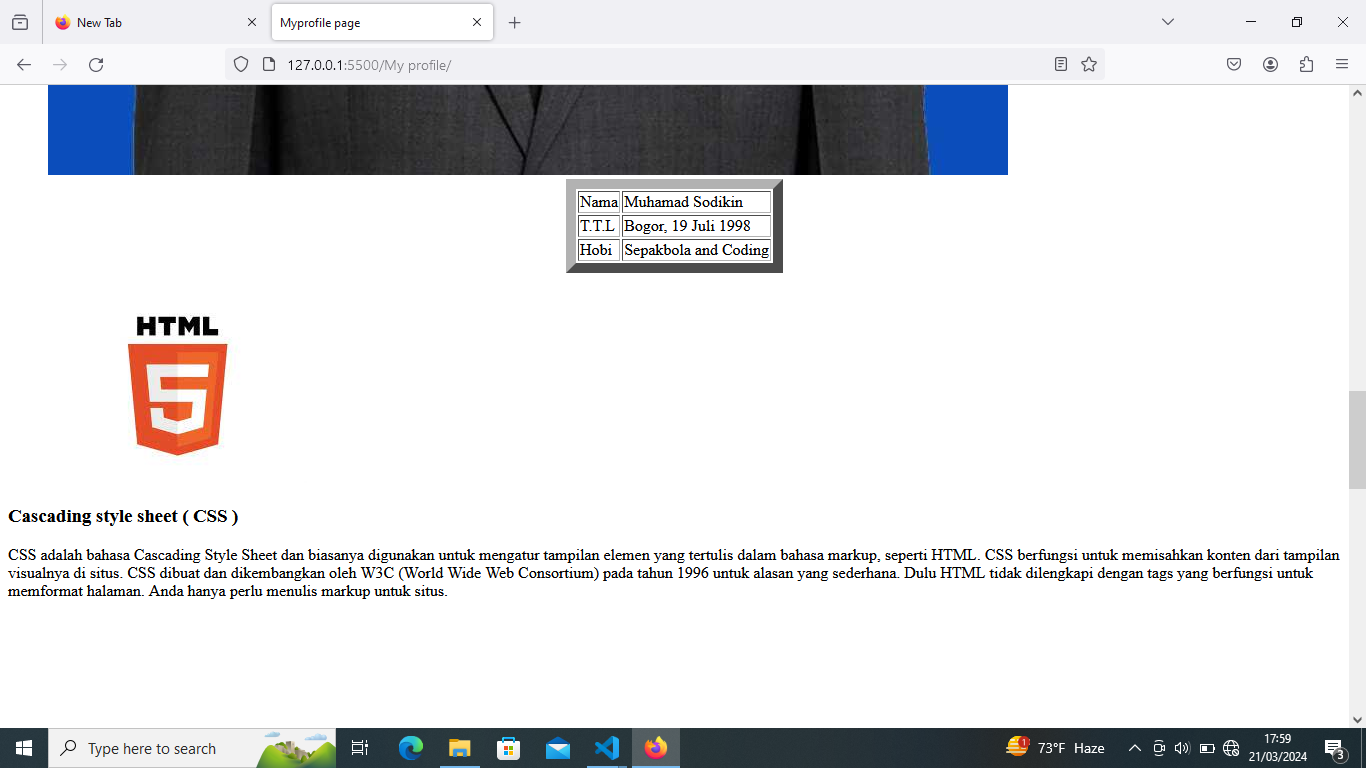 New Tab
Myprofile page
127.0.0.1:5500/My profile/
Nama Muhamad Sodikin
T.T.L Bogor, 19 Juli 1998
Hobi Sepakbola and Coding
HTML
5
Cascading style sheet ( CSS )
CSS adalah bahasa Cascading Style Sheet dan biasanya digunakan untuk mengatur tampilan elemen yang tertulis dalam bahasa markup, seperti HTML. CSS berfungsi untuk memisahkan konten dari tampilan
visualnya di situs. CSS dibuat dan dikembangkan oleh W3C (World Wide Web Consortium) pada tahun 1996 untuk alasan yang sederhana. Dulu HTML tidak dilengkapi dengan tags yang berfungsi untuk
memformat halaman. Anda hanya perlu menulis markup untuk situs.
Type here to search
1
73°F Haze
17:59
21/03/2024
3